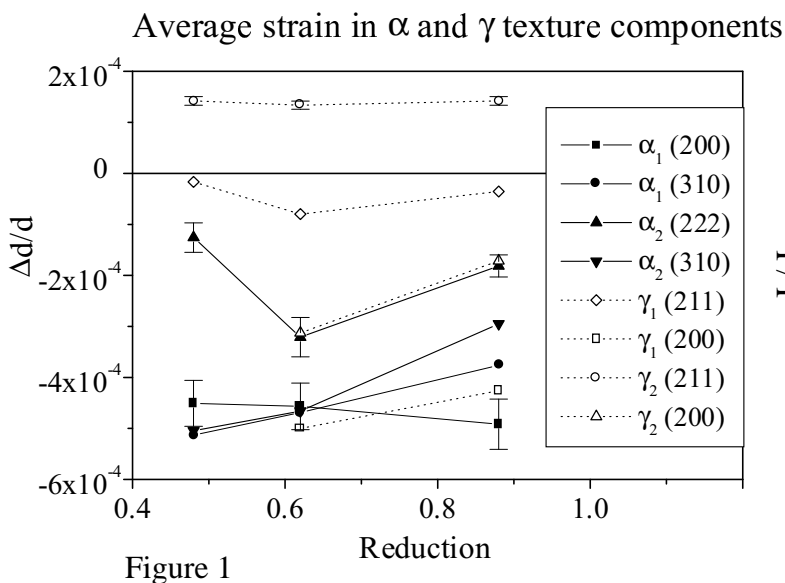 Average strain in α and γ texture components
2x10⁻⁴
0
-2x10⁻⁴
-4x10⁻⁴
-6x10⁻⁴
Δd/d
0.4 0.6 0.8 1.0
Reduction
α₁ (200)
α₁ (310)
α₂ (222)
α₂ (310)
γ₁ (211)
γ₁ (200)
γ₂ (211)
γ₂ (200)
Figure 1